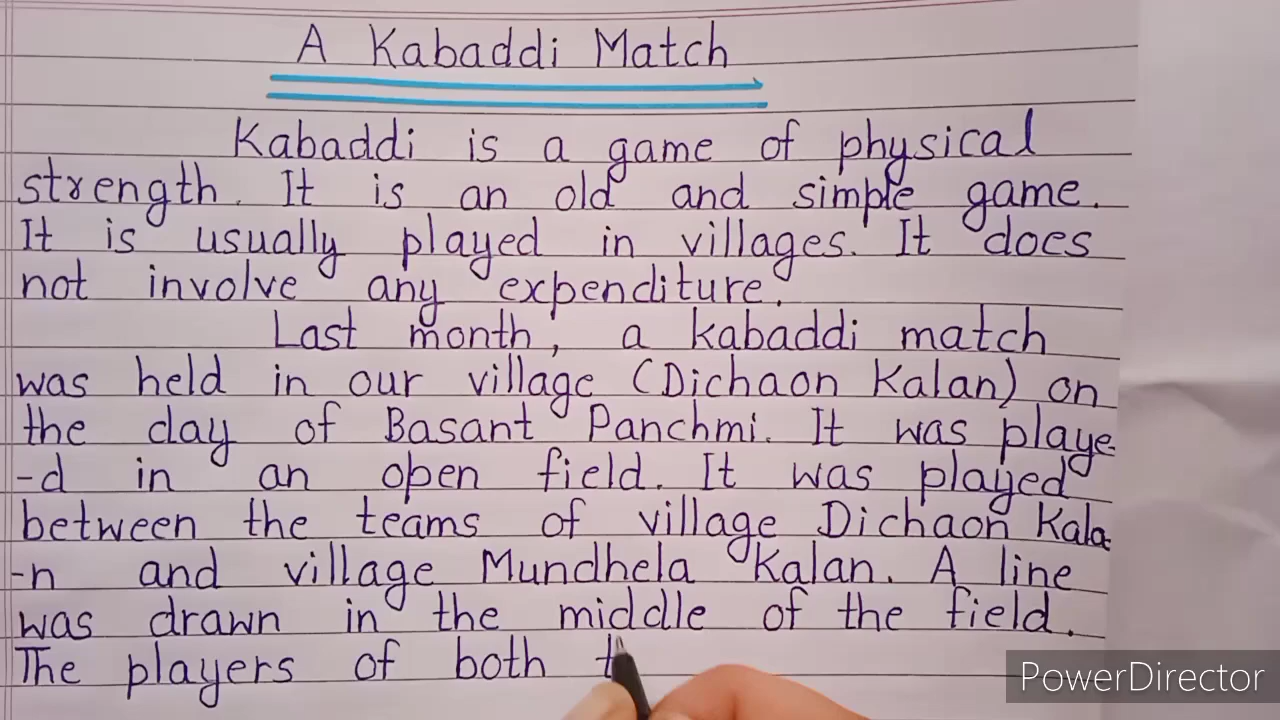 A Kabaddi Match
Kabaddi is a game of physical
strength. It is an old and simple game.
It is usually played in villages. It does
not involve any expenditure.
Last month, a kabaddi match
was held in our village (Dichaon Kalan) on
the day of Basant Panchmi. It was playe-
-d in an open field. It was played
between the teams of village Dichaon Kala-
-n and village Mundhela Kalan. A line
was drawn in the middle of the field.
The players of both t
PowerDirector